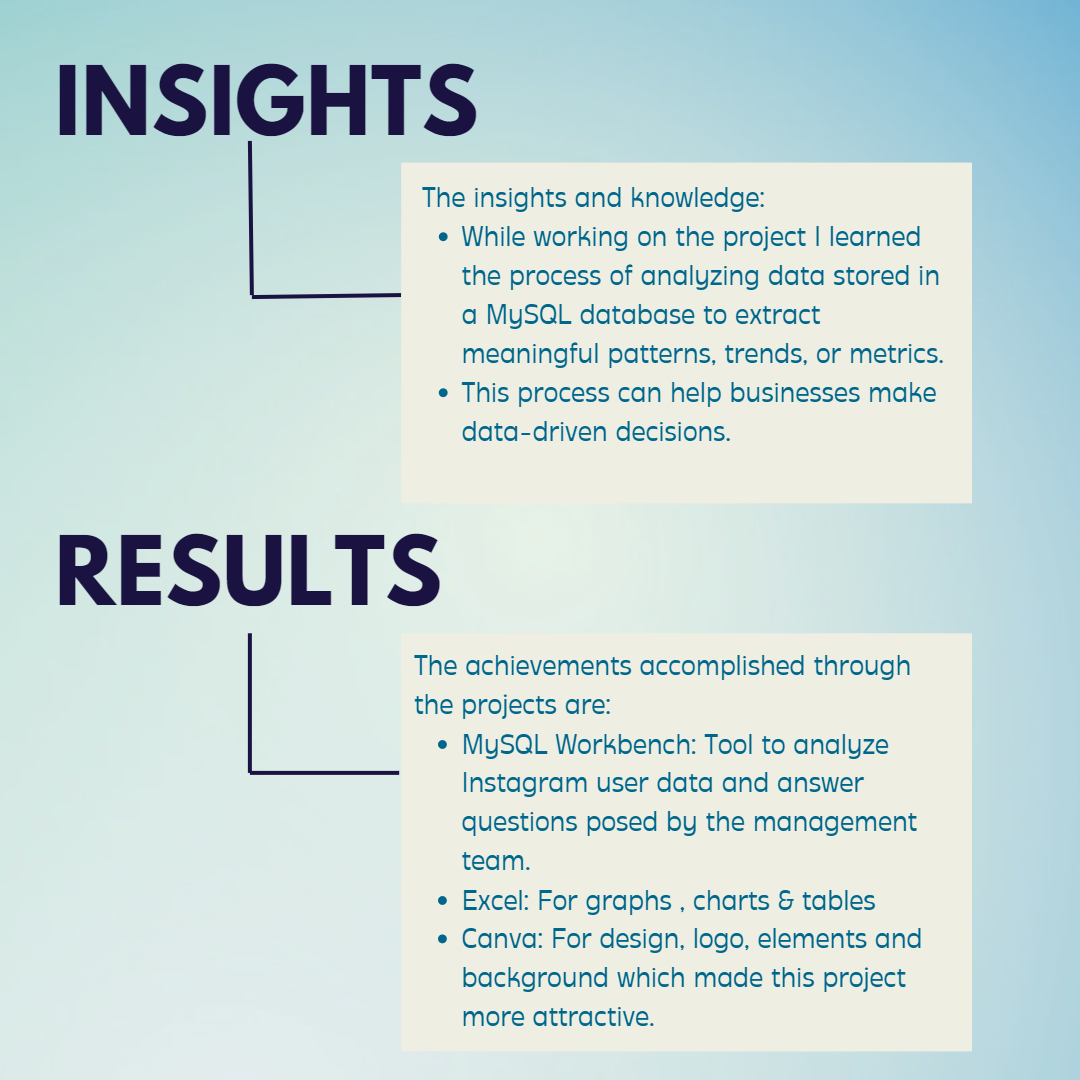 INSIGHTS
The insights and knowledge:
• While working on the project I learned
the process of analyzing data stored in
a MySQL database to extract
meaningful patterns, trends, or metrics.
• This process can help businesses make
data-driven decisions.
RESULTS
The achievements accomplished through
the projects are:
• MySQL Workbench: Tool to analyze
Instagram user data and answer
questions posed by the management
team.
• Excel: For graphs , charts & tables
• Canva: For design, logo, elements and
background which made this project
more attractive.